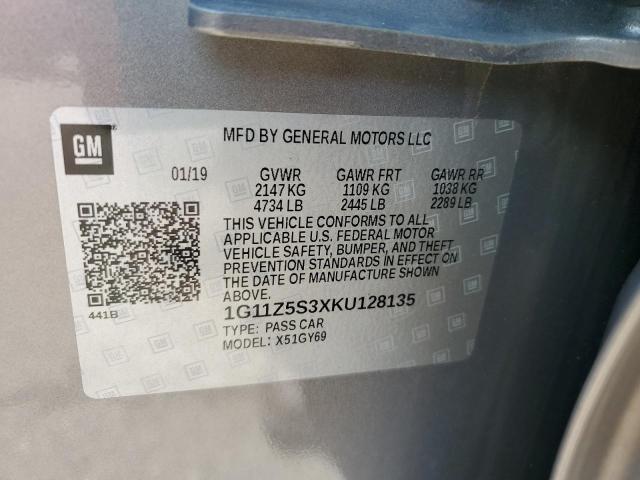 GM
MFD BY GENERAL MOTORS LLC
01/19 GVWR GAWR FRT GAWR RR
2147 KG 1109 KG 1038 KG
4734 LB 2445 LB 2289 LB
THIS VEHICLE CONFORMS TO ALL
APPLICABLE U.S. FEDERAL MOTOR
VEHICLE SAFETY, BUMPER, AND THEFT
PREVENTION STANDARDS IN EFFECT ON
THE DATE OF MANUFACTURE SHOWN
ABOVE.
441B
1G11Z5S3XKU128135
TYPE: PASS CAR
MODEL: X51GY69